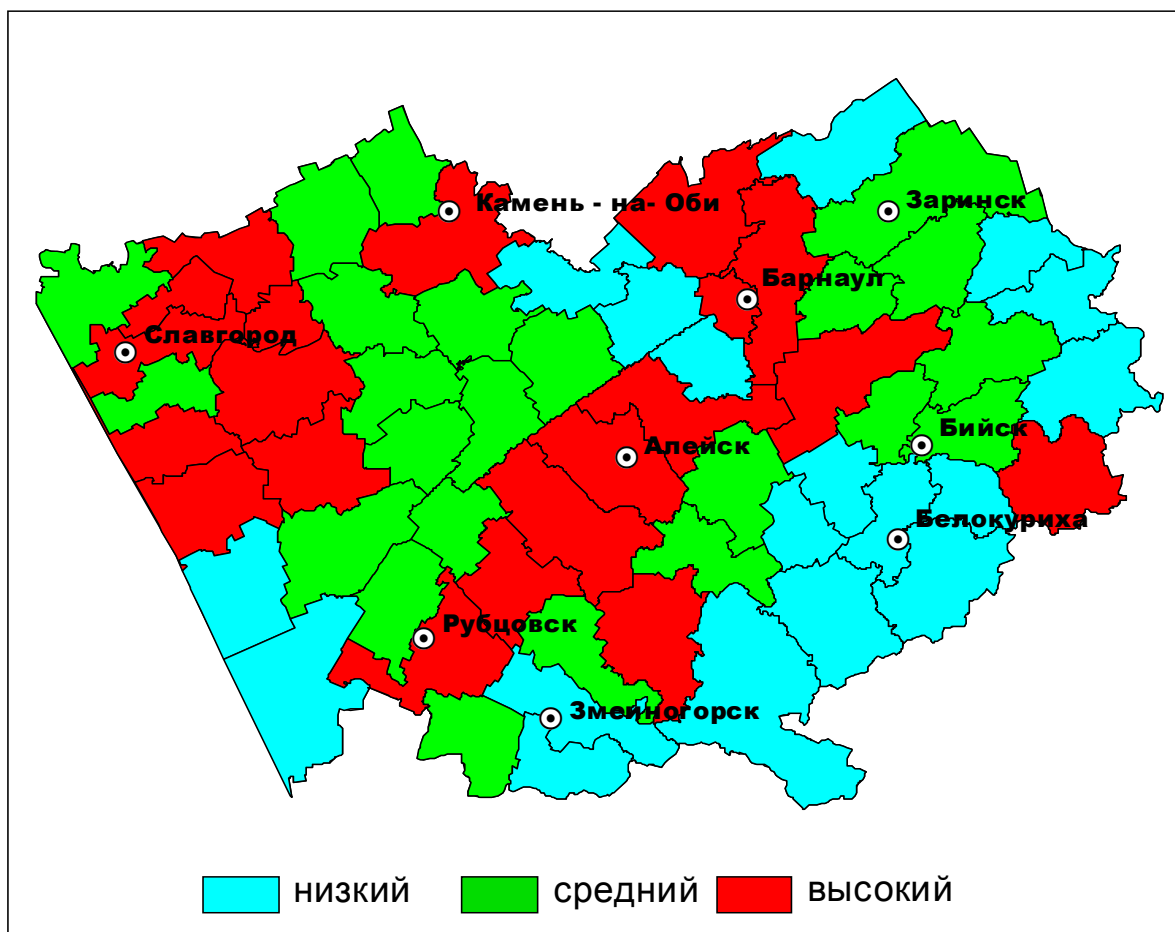 Камень - на- Оби
Заринск
Барнаул
Славгород
Бийск
Алейск
Белокуриха
Рубцовск
Змеиногорск
низкий средний высокий